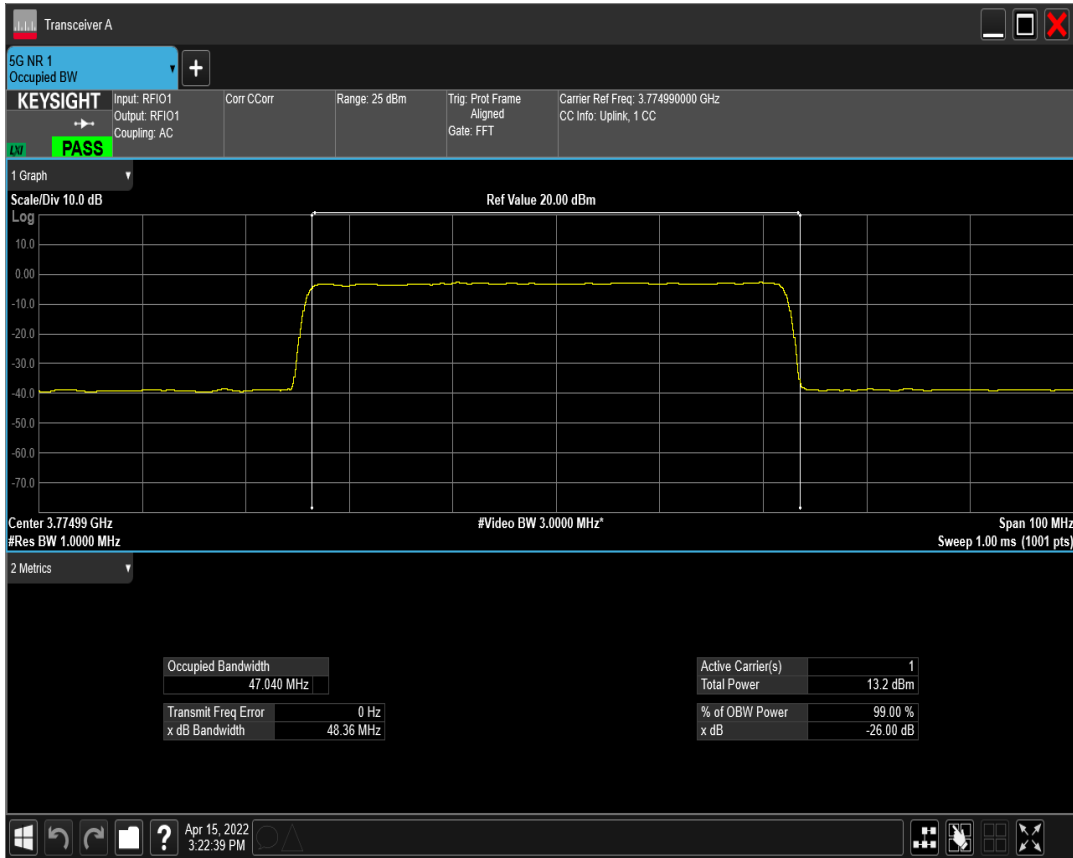 Transceiver A
5G NR 1
Occupied BW
KEYSIGHT
LXI
PASS
Input: RFIO1
Output: RFIO1
Coupling: AC
Corr CCorr
Range: 25 dBm
Trig: Prot Frame
Aligned
Gate: FFT
Carrier Ref Freq: 3.774990000 GHz
CC Info: Uplink, 1 CC
1 Graph
Scale/Div 10.0 dB
Ref Value 20.00 dBm
Log
10.0
0.00
-10.0
-20.0
-30.0
-40.0
-50.0
-60.0
-70.0
Center 3.77499 GHz
#Video BW 3.0000 MHz*
Span 100 MHz
#Res BW 1.0000 MHz
Sweep 1.00 ms (1001 pts)
2 Metrics
Occupied Bandwidth
47.040 MHz
Transmit Freq Error 0 Hz
x dB Bandwidth 48.36 MHz
Active Carrier(s) 1
Total Power 13.2 dBm
% of OBW Power 99.00 %
x dB -26.00 dB
?
Apr 15, 2022
3:22:39 PM